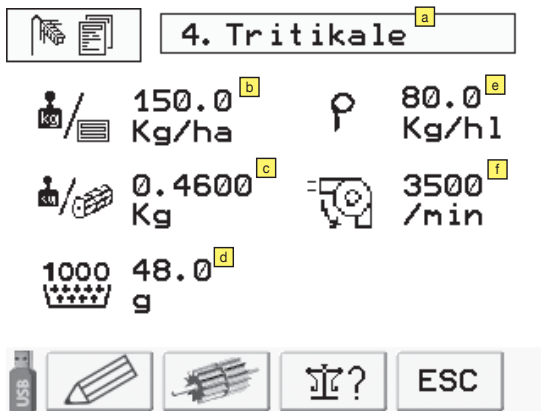 4. Tritikale a
150.0 b
Kg/ha
80.0 e
Kg/hl
kg
0.4600 c
Kg
3500 f
/min
1000 48.0 d
g
USB
?
ESC